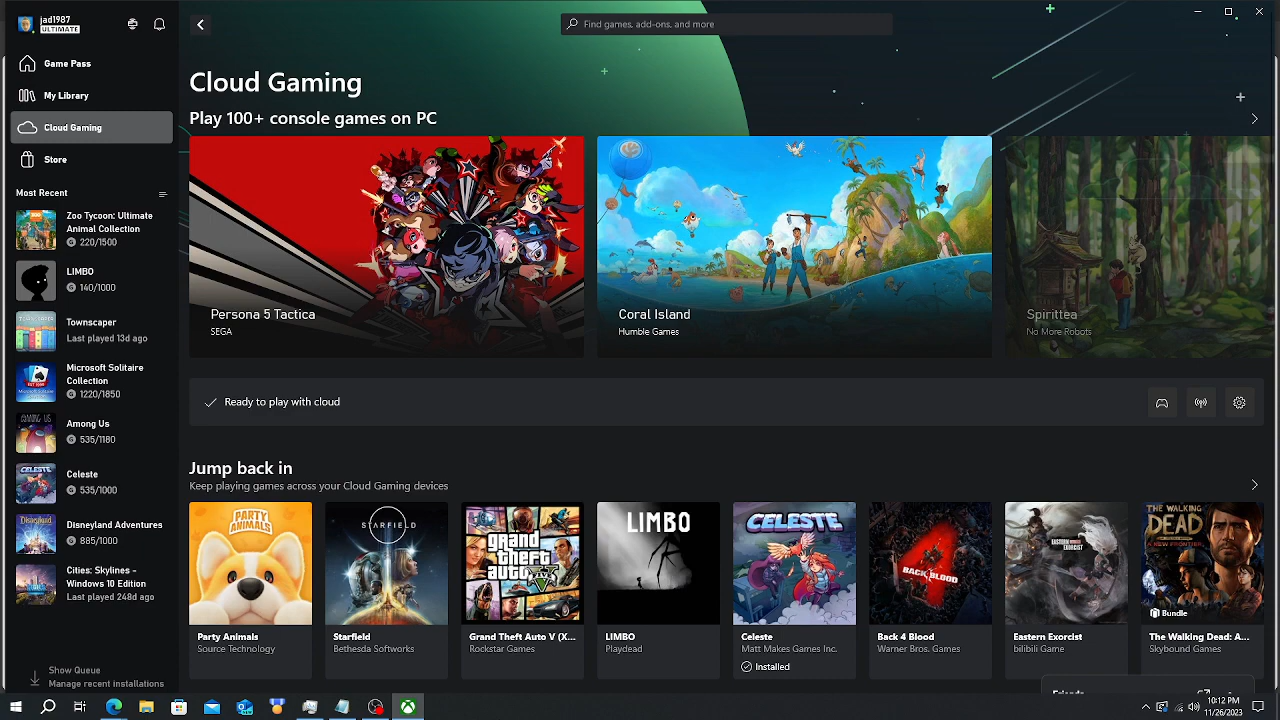 jad1987
ULTIMATE
Find games, add-ons, and more
Game Pass
My Library
Cloud Gaming
Store
Most Recent
Zoo Tycoon: Ultimate
Animal Collection
220/1500
LIMBO
140/1000
Townscaper
Last played 13d ago
Microsoft Solitaire
Collection
1220/1850
Among Us
535/1180
Celeste
535/1000
Disneyland Adventures
885/1000
Cities: Skylines -
Windows 10 Edition
Last played 248d ago
Show Queue
Manage recent installations
Cloud Gaming
Play 100+ console games on PC
Persona 5 Tactica
SEGA
Coral Island
Humble Games
Spirittea
No More Robots
Ready to play with cloud
Jump back in
Keep playing games across your Cloud Gaming devices
PARTY
ANIMALS
Party Animals
Source Technology
STARFIELD
Starfield
Bethesda Softworks
grand
theft
auto V
Grand Theft Auto V (X...
Rockstar Games
LIMBO
LIMBO
Playdead
CELESTE
Celeste
Matt Makes Games Inc.
Installed
BACK 4 BLOOD
Back 4 Blood
Warner Bros. Games
EASTERN
EXORCIST
Eastern Exorcist
bilibili Game
THE WALKING
DEAD
A NEW FRONTIER
Bundle
The Walking Dead: A...
Skybound Games
Friends
10:12 PM
11/26/2023